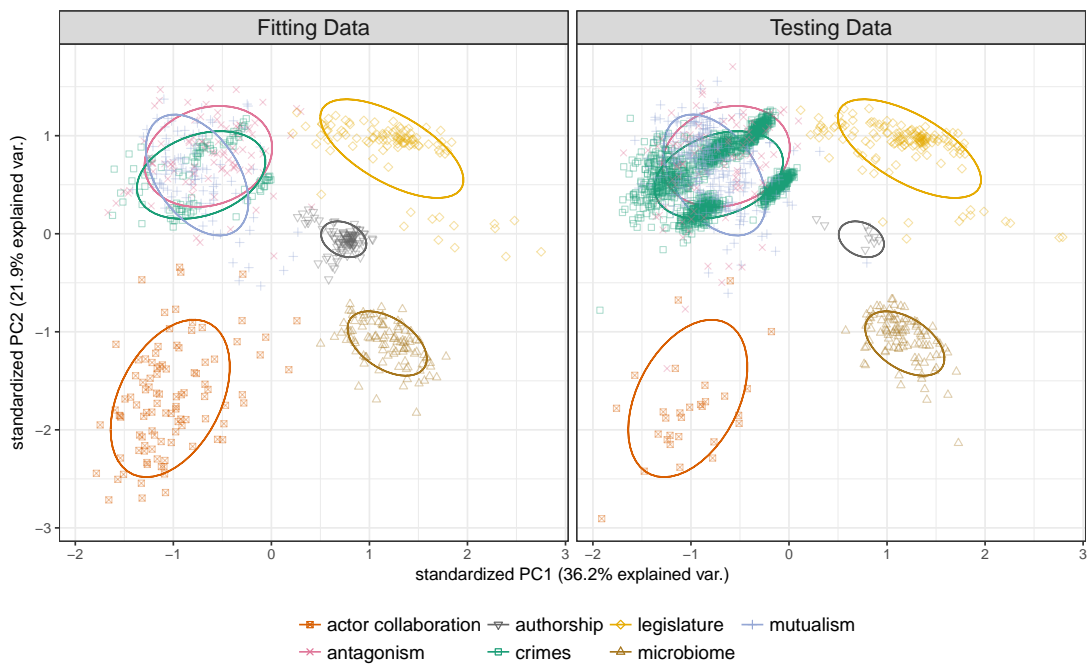 Fitting Data
Testing Data
standardized PC2 (21.9% explained var.)
1
0
−1
−2
−3
−2 −1 0 1 2 3
−2 −1 0 1 2 3
standardized PC1 (36.2% explained var.)
actor collaboration authorship legislature mutualism
antagonism crimes microbiome